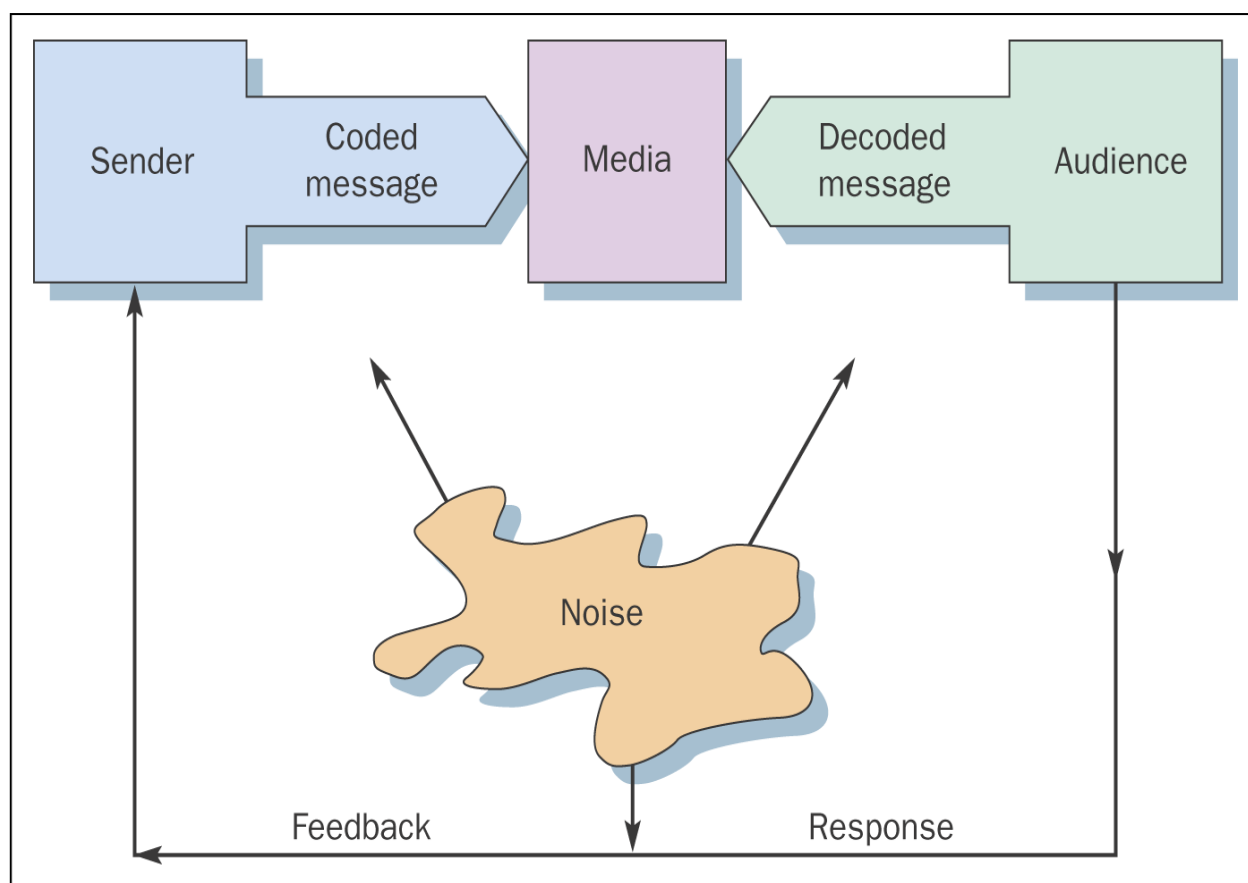 Sender
Coded
message
Media
Decoded
message
Audience
Noise
Feedback
Response